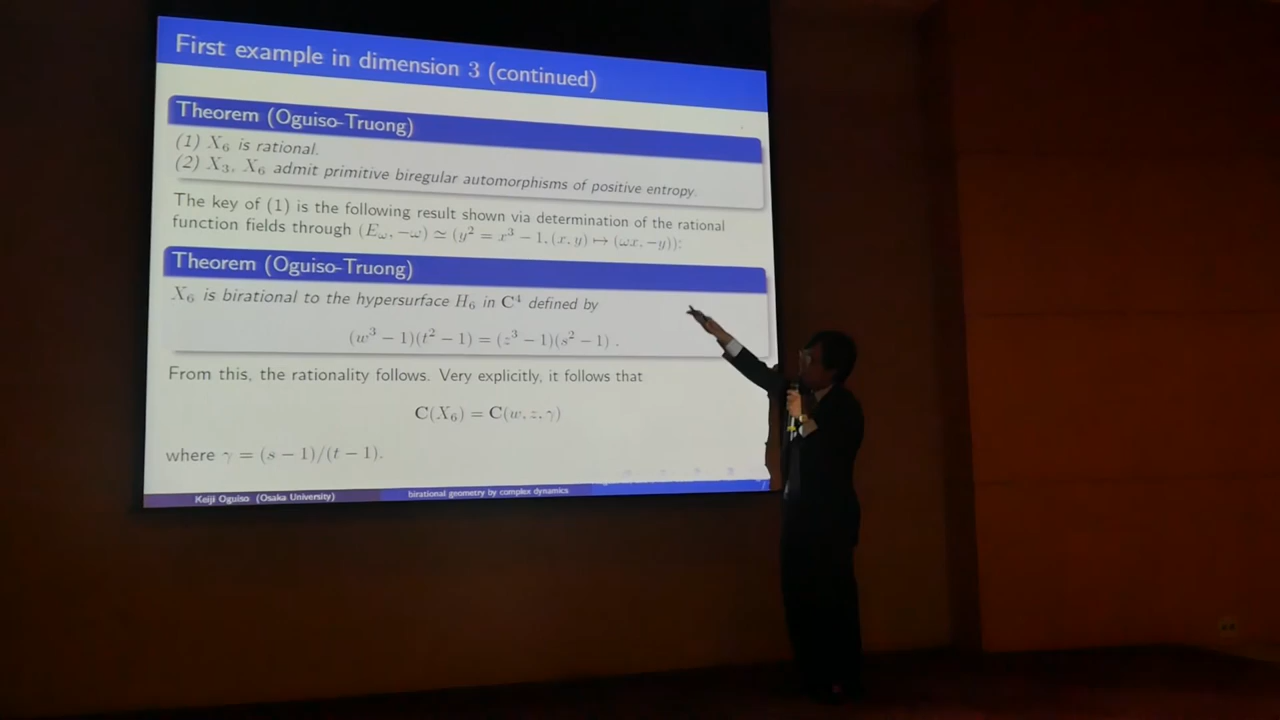 First example in dimension 3 (continued)
Theorem (Oguiso-Truong)
(1) X₆ is rational.
(2) X₃, X₆ admit primitive biregular automorphisms of positive entropy.
The key of (1) is the following result shown via determination of the rational
function fields through (E_ω, −ω) ≃ (y² = x³ − 1, (x, y) ↦ (ωx, −y)):
Theorem (Oguiso-Truong)
X₆ is birational to the hypersurface H₆ in C⁴ defined by
(w³ − 1)(t² − 1) = (z³ − 1)(s² − 1) .
From this, the rationality follows. Very explicitly, it follows that
C(X₆) = C(w, z, γ)
where γ = (s − 1)/(t − 1).
Keiji Oguiso (Osaka University) birational geometry by complex dynamics